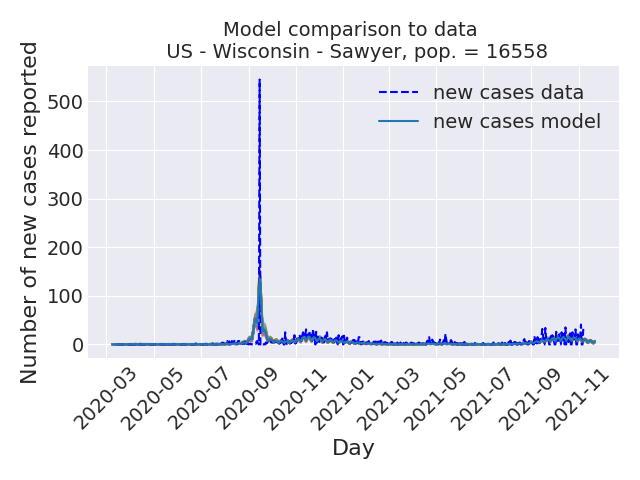 Model comparison to data
US - Wisconsin - Sawyer, pop. = 16558
Number of new cases reported
500
400
300
200
100
0
new cases data
new cases model
2020-03
2020-05
2020-07
2020-09
2020-11
2021-01
2021-03
2021-05
2021-07
2021-09
2021-11
Day